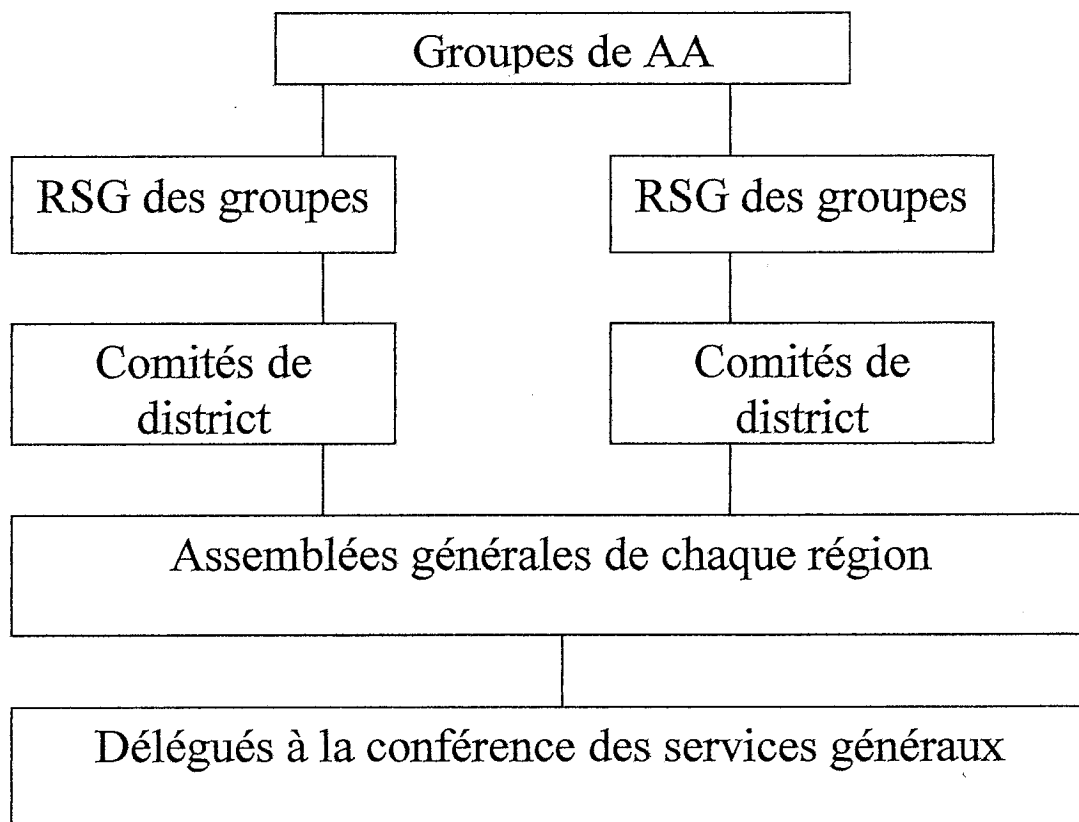 Groupes de AA
RSG des groupes
RSG des groupes
Comités de
district
Comités de
district
Assemblées générales de chaque région
Délégués à la conférence des services généraux